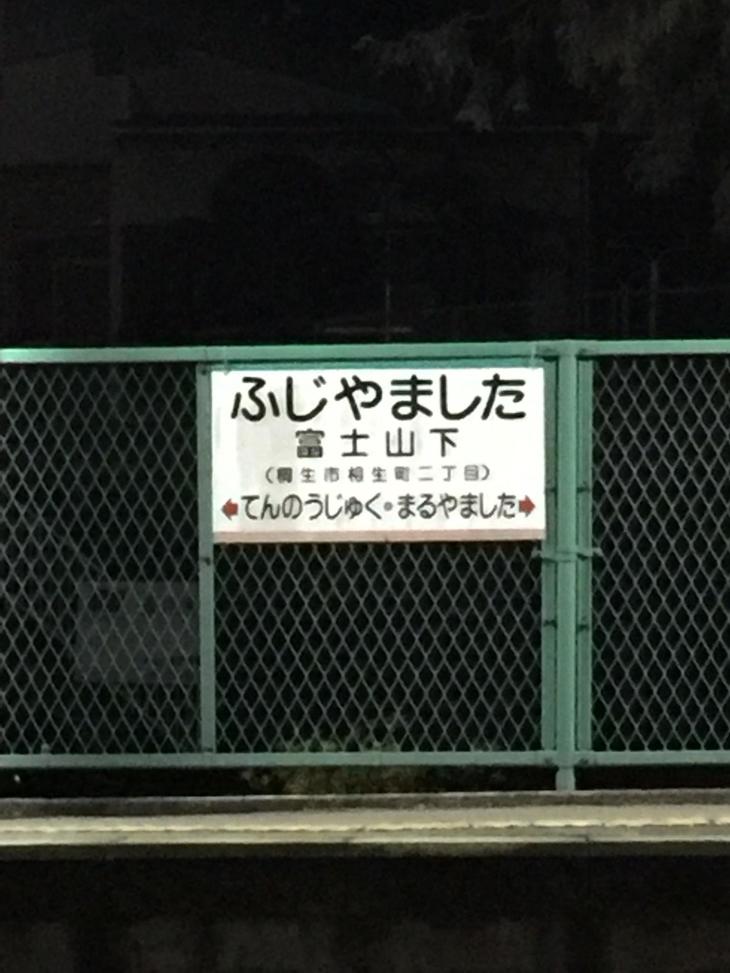 ふじやました
富士山下
(桐生市相生町二丁目)
←てんのうじゅく・まるやました→